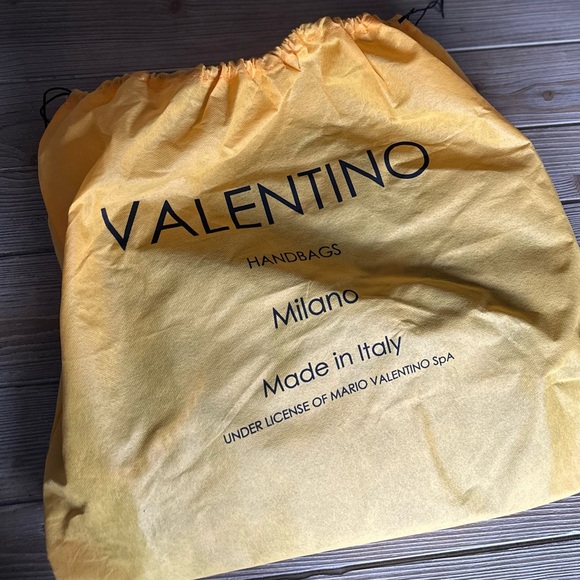 VALENTINO
HANDBAGS
Milano
Made in Italy
UNDER LICENSE OF MARIO VALENTINO SpA